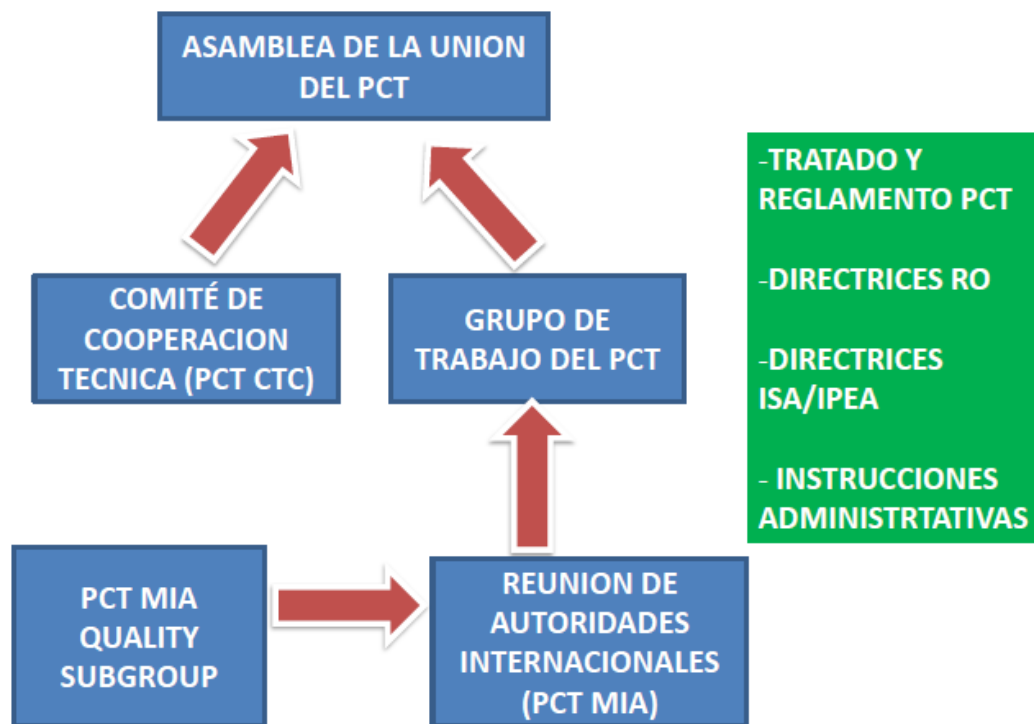 ASAMBLEA DE LA UNION
DEL PCT
COMITÉ DE
COOPERACION
TECNICA (PCT CTC)
GRUPO DE
TRABAJO DEL PCT
-TRATADO Y
REGLAMENTO PCT
-DIRECTRICES RO
-DIRECTRICES
ISA/IPEA
- INSTRUCCIONES
ADMINISTRTATIVAS
PCT MIA
QUALITY
SUBGROUP
REUNION DE
AUTORIDADES
INTERNACIONALES
(PCT MIA)